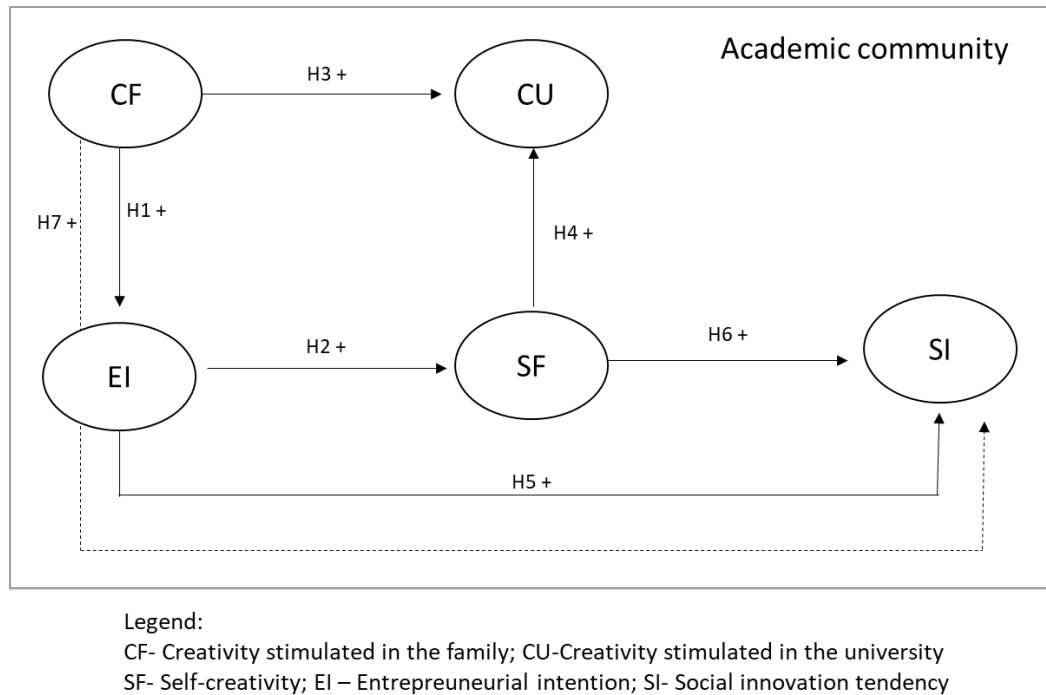 Academic community
CF
H3 +
CU
H7 +
H1 +
H4 +
EI
H2 +
SF
H6 +
SI
H5 +
Legend:
CF- Creativity stimulated in the family; CU-Creativity stimulated in the university
SF- Self-creativity; EI – Entrepreuneurial intention; SI- Social innovation tendency